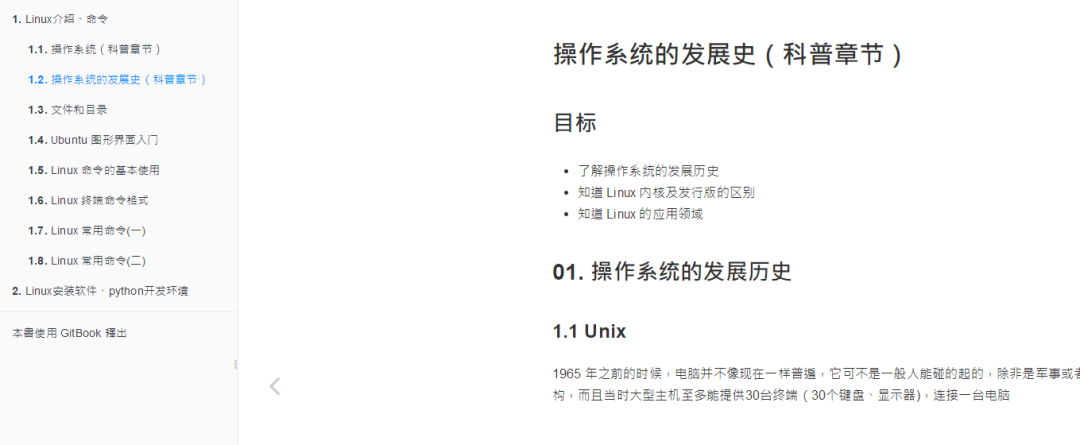 1. Linux介紹、命令
1.1. 操作系统（科普章节）
1.2. 操作系统的发展史（科普章节）
1.3. 文件和目录
1.4. Ubuntu 图形界面入门
1.5. Linux 命令的基本使用
1.6. Linux 终端命令格式
1.7. Linux 常用命令(一)
1.8. Linux 常用命令(二)
2. Linux安装软件、python开发环境
本書使用 GitBook 釋出
操作系统的发展史（科普章节）
目标
• 了解操作系统的发展历史
• 知道 Linux 内核及发行版的区别
• 知道 Linux 的应用领域
01. 操作系统的发展历史
1.1 Unix
1965 年之前的时候，电脑并不像现在一样普遍，它可不是一般人能碰的起的，除非是军事或者
构，而且当时大型主机至多能提供30台终端（30个键盘、显示器)，连接一台电脑